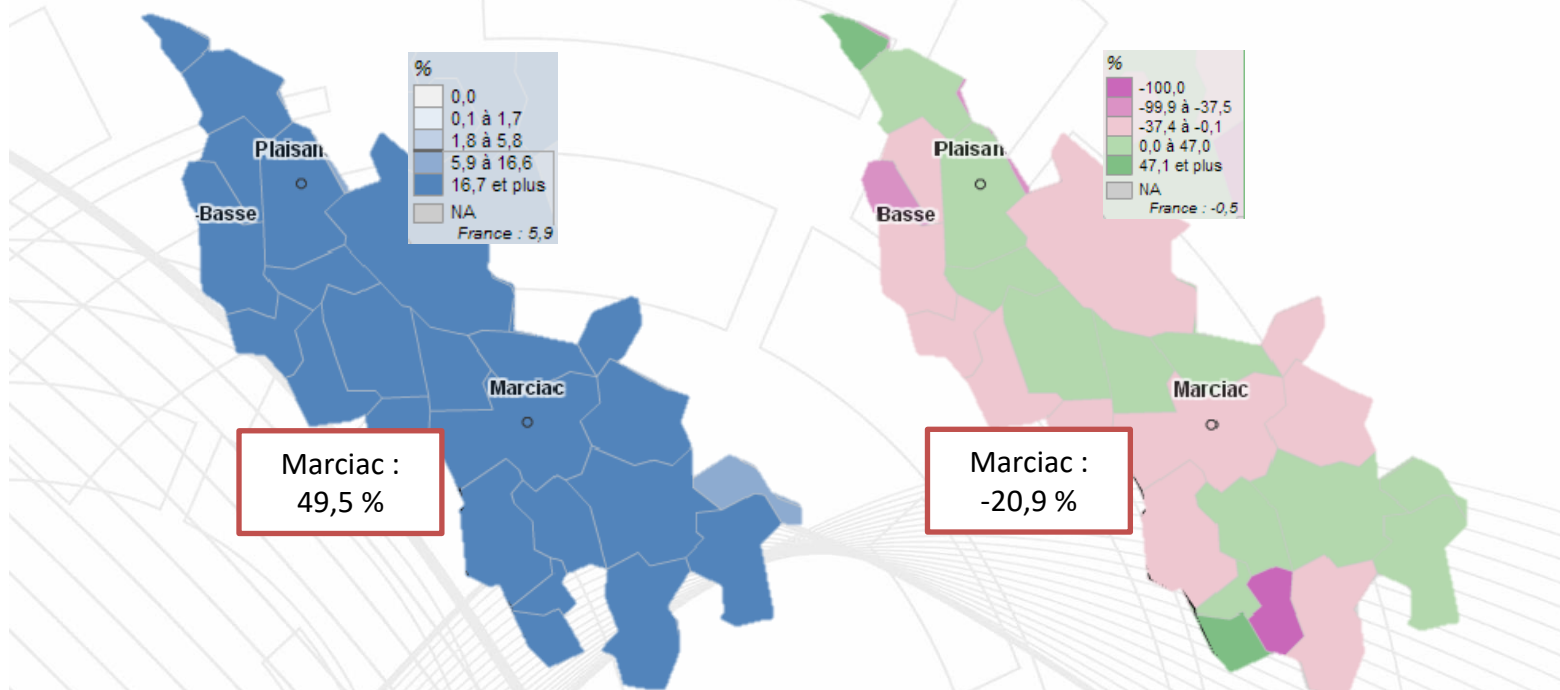 %
0,0
0,1 à 1,7
1,8 à 5,8
5,9 à 16,6
16,7 et plus
NA
France : 5,9
Plaisan
-Basse
Marciac
Marciac :
49,5 %
%
-100,0
-99,9 à -37,5
-37,4 à -0,1
0,0 à 47,0
47,1 et plus
NA
France : -0,5
Plaisan
Basse
Marciac
Marciac :
-20,9 %